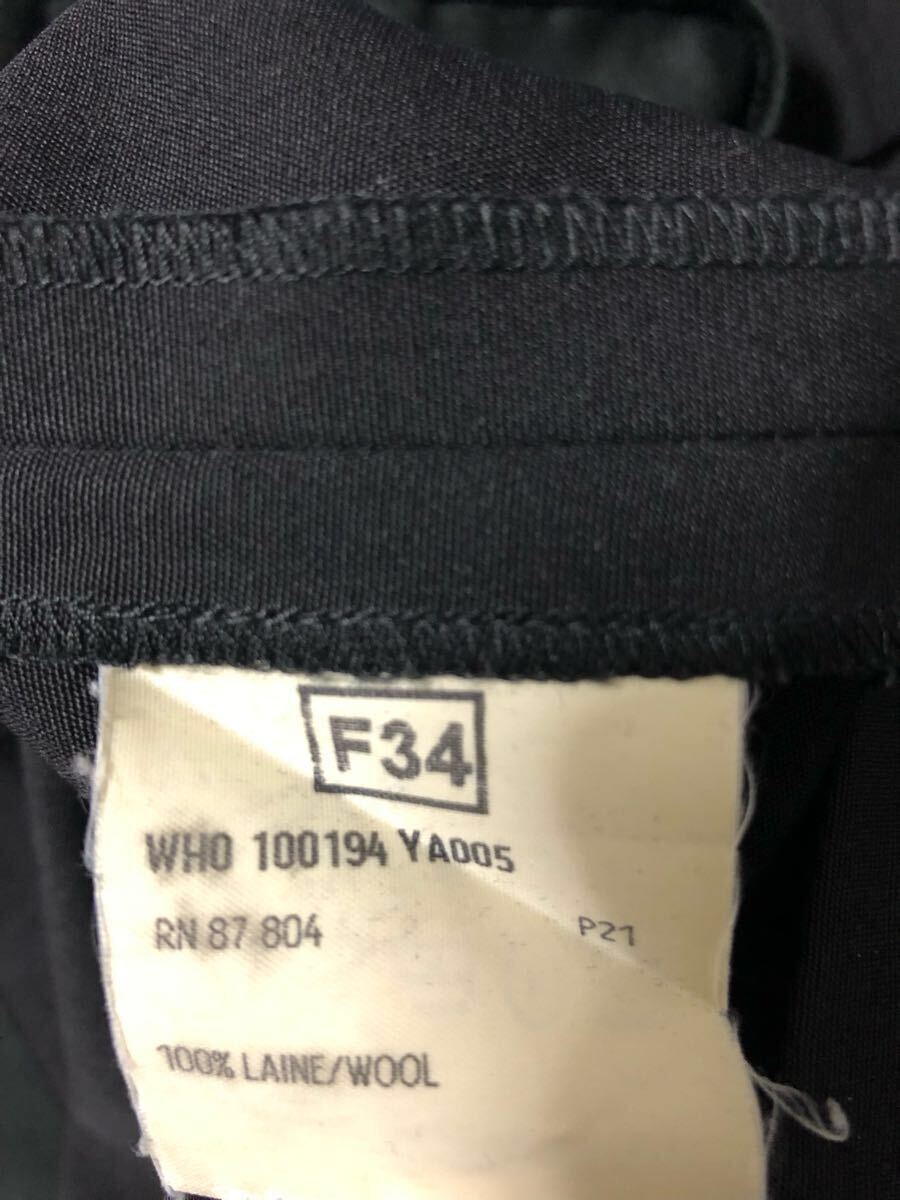 F34
WHO 100194 YA005
RN 87 804 P21
100% LAINE/WOOL